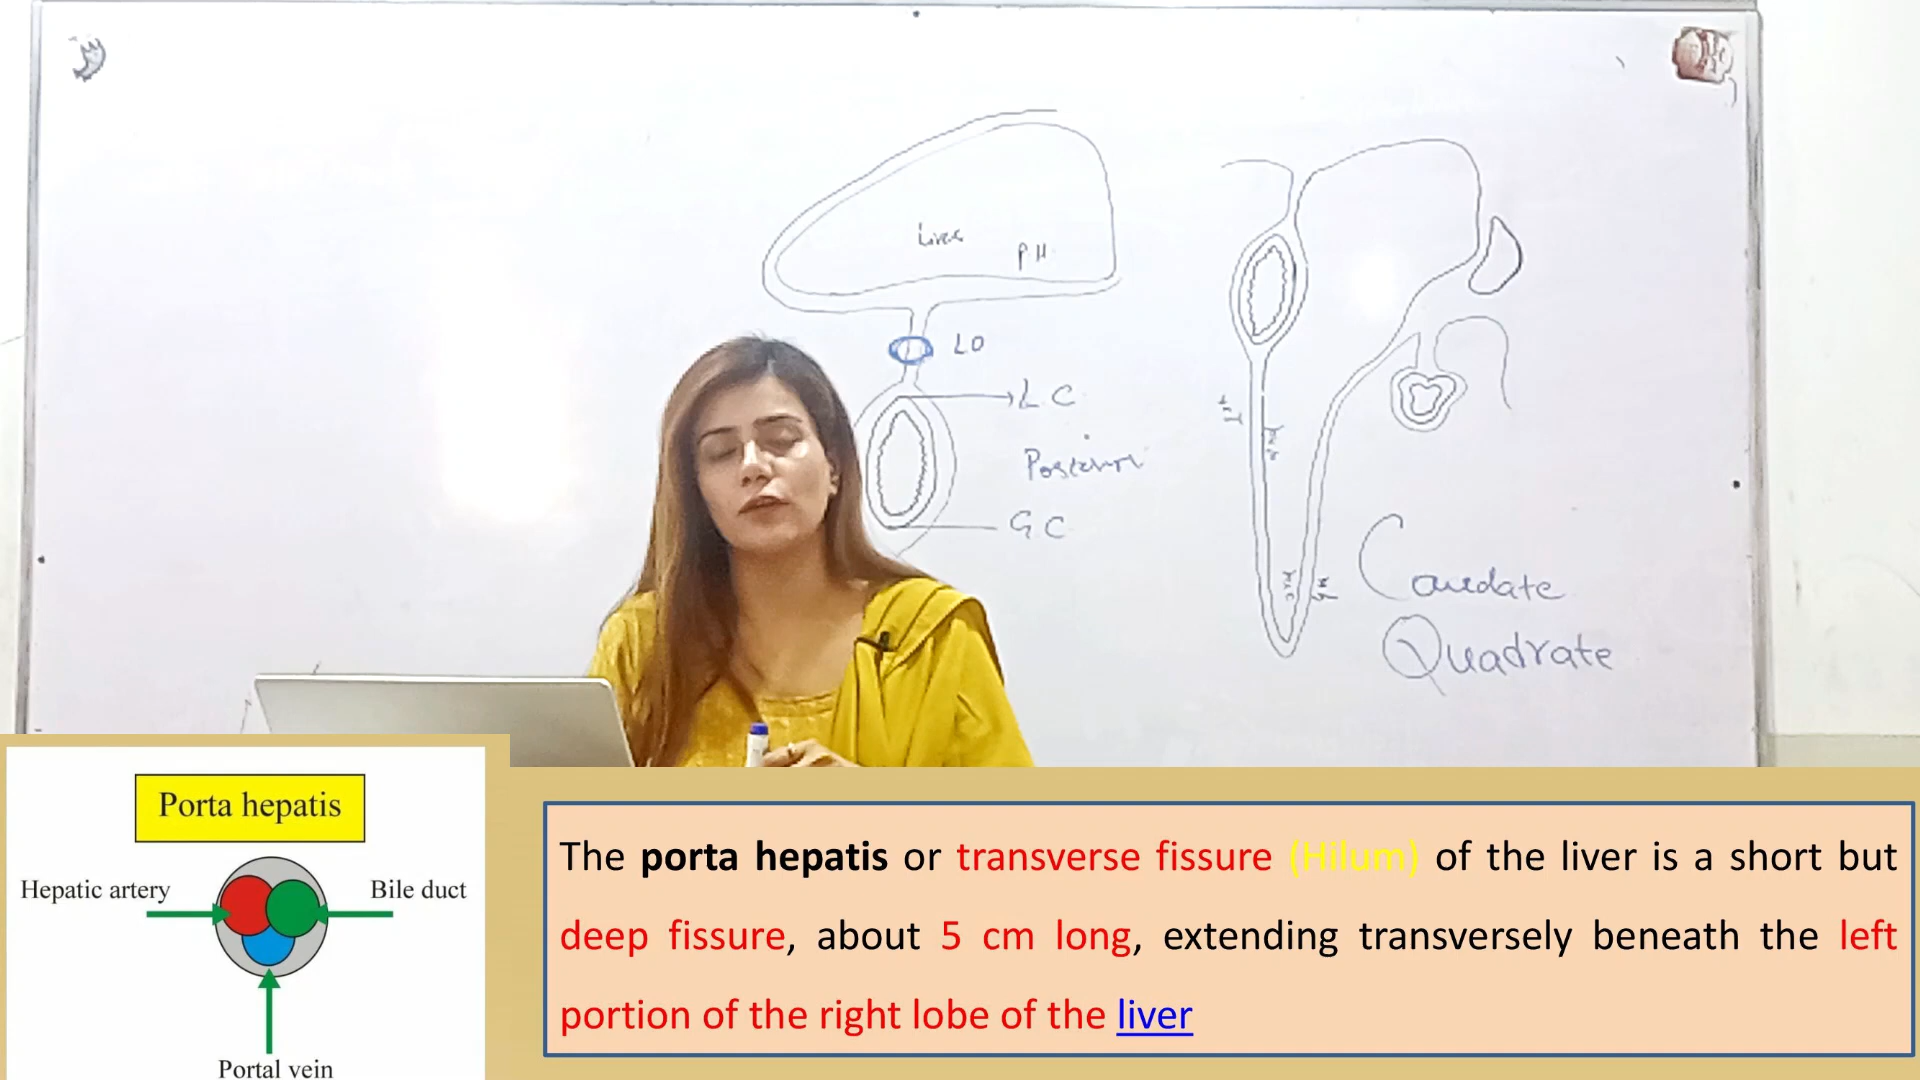 Liver
P H
LO
L C
Posterior
G C
Caudate
Quadrate
Porta hepatis
Hepatic artery
Bile duct
Portal vein
The porta hepatis or transverse fissure (Hilum) of the liver is a short but
deep fissure, about 5 cm long, extending transversely beneath the left
portion of the right lobe of the liver